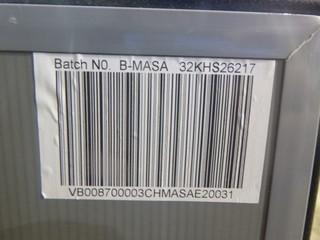 Batch N0. B-MASA 32KHS26217
VB008700003CHMASAE20031